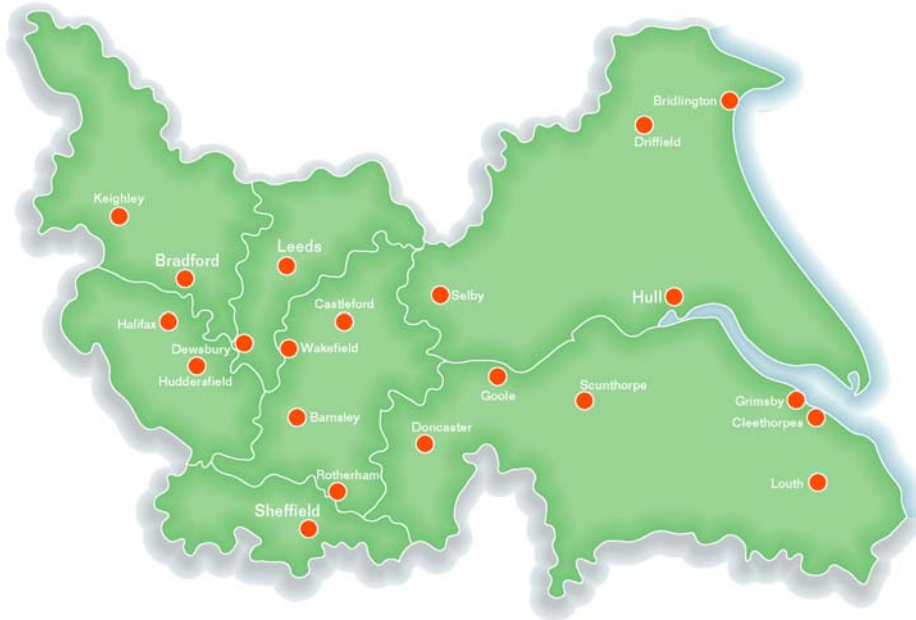 Bridlington
Driffield
Keighley
Leeds
Bradford
Castleford
Selby
Hull
Halifax
Dewsbury
Wakefield
Huddersfield
Goole
Scunthorpe
Grimsby
Cleethorpes
Barnsley
Doncaster
Rotherham
Louth
Sheffield